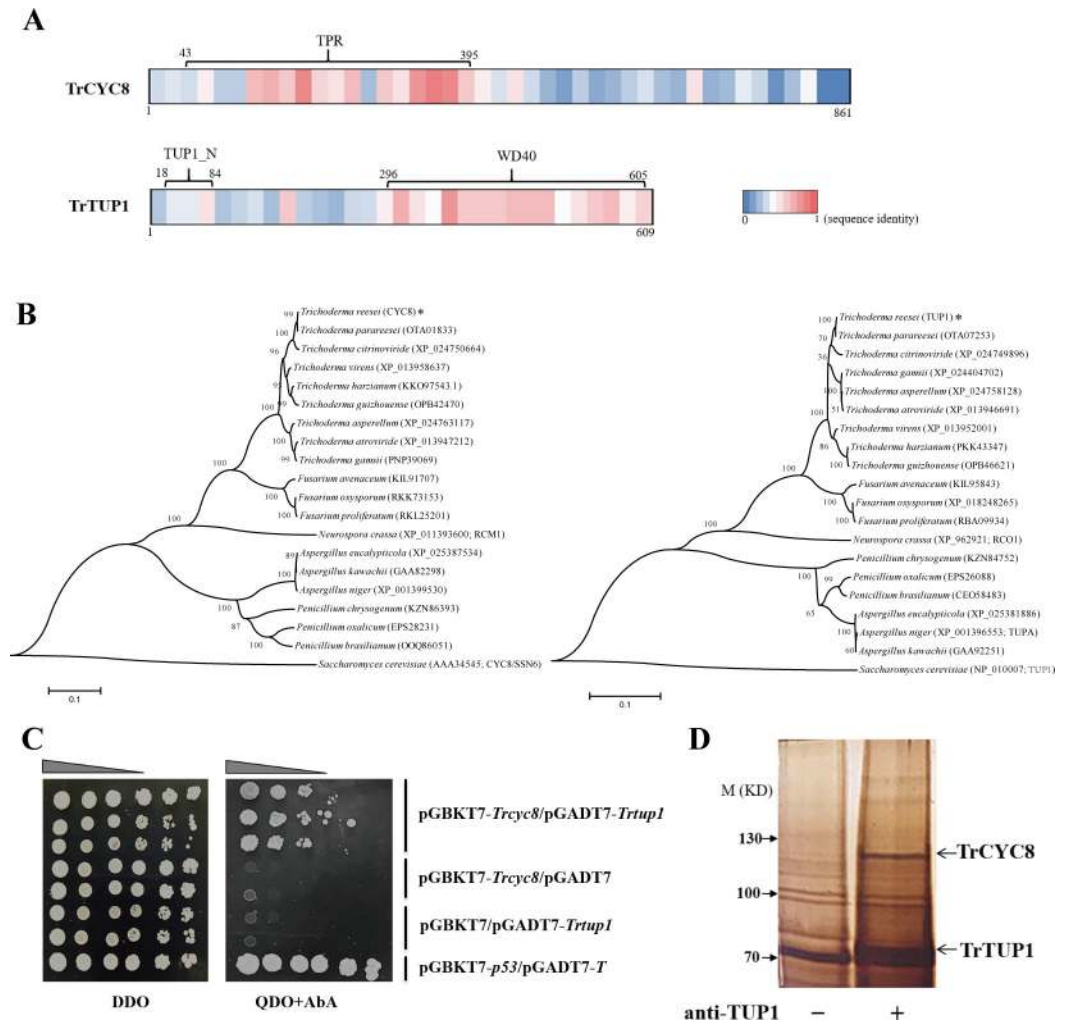 A
43 TPR 395
TrCYC8
1 861
TUP1_N WD40
18 84 296 605
TrTUP1
1 609
0 1 (sequence identity)
B
99 Trichoderma reesei (CYC8) *
100 Trichoderma parareesei (OTA01833)
Trichoderma citrinoviride (XP_024750664)
96
Trichoderma virens (XP_013958637)
Trichoderma harzianum (KKO97543.1)
Trichoderma guizhouense (OPB42470)
100
Trichoderma asperellum (XP_024763117)
100 Trichoderma atroviride (XP_013947212)
99 Trichoderma gamsii (PNP39069)
100
Fusarium avenaceum (KIL91707)
100 Fusarium oxysporum (RKK73153)
100 Fusarium proliferatum (RKL25201)
100
Neurospora crassa (XP_011393600; RCM1)
89 Aspergillus eucalypticola (XP_025387534)
100 Aspergillus kawachii (GAA82298)
Aspergillus niger (XP_001399530)
100
Penicillium chrysogenum (KZN86393)
87 Penicillium oxalicum (EPS28231)
100 Penicillium brasilianum (OOQ86051)
Saccharomyces cerevisiae (AAA34545; CYC8/SSN6)
0.1
100 Trichoderma reesei (TUP1) *
70 Trichoderma parareesei (OTA07253)
36 Trichoderma citrinoviride (XP_024749896)
Trichoderma gamsii (XP_024404702)
100 Trichoderma asperellum (XP_024758128)
51 Trichoderma atroviride (XP_013946691)
100
Trichoderma virens (XP_013952001)
86 Trichoderma harzianum (PKK43347)
100 Trichoderma guizhouense (OPB46621)
100
Fusarium avenaceum (KIL95843)
100 Fusarium oxysporum (XP_018248265)
100 Fusarium proliferatum (RBA09934)
100
Neurospora crassa (XP_962921; RCO1)
Penicillium chrysogenum (KZN84752)
100
99 Penicillium oxalicum (EPS26088)
Penicillium brasilianum (CEO58483)
65
Aspergillus eucalypticola (XP_025381886)
100 Aspergillus niger (XP_001396553; TUPA)
60 Aspergillus kawachii (GAA92251)
Saccharomyces cerevisiae (NP_010007; TUP1)
0.1
C
pGBKT7-Trcyc8/pGADT7-Trtup1
pGBKT7-Trcyc8/pGADT7
pGBKT7/pGADT7-Trtup1
pGBKT7-p53/pGADT7-T
DDO QDO+AbA
D
M (KD)
130
TrCYC8
100
TrTUP1
70
anti-TUP1 − +